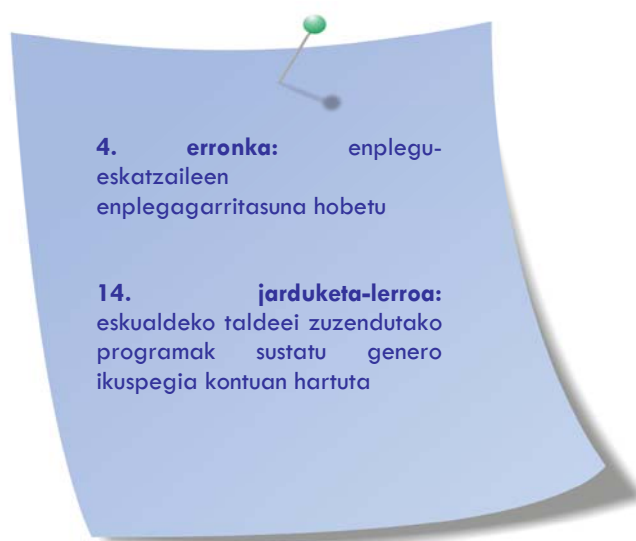 4. erronka: enplegu-
eskatzaileen
enplegagarritasuna hobetu
14. jarduketa-lerroa:
eskualdeko taldeei zuzendutako
programak sustatu genero
ikuspegia kontuan hartuta